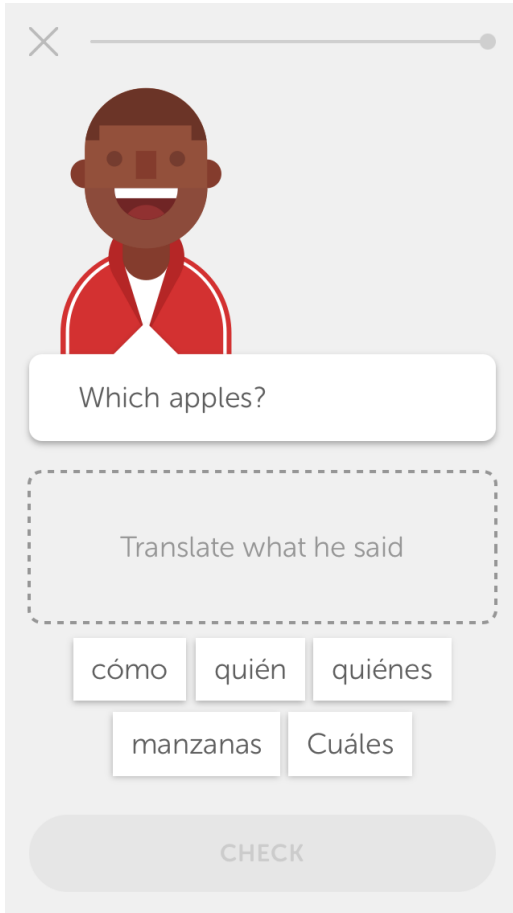 Which apples?
Translate what he said
cómo quién quiénes
manzanas Cuáles
CHECK